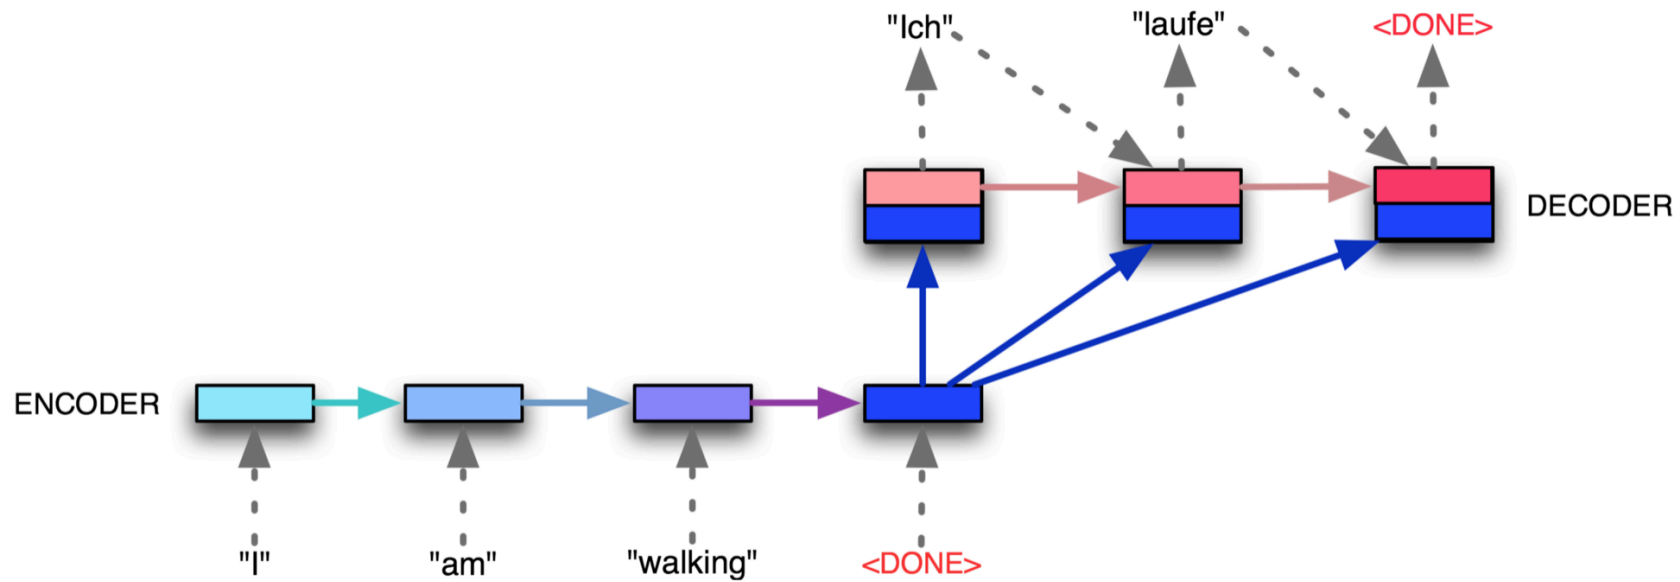 "Ich" "laufe" <DONE>
DECODER
ENCODER
"I" "am" "walking" <DONE>